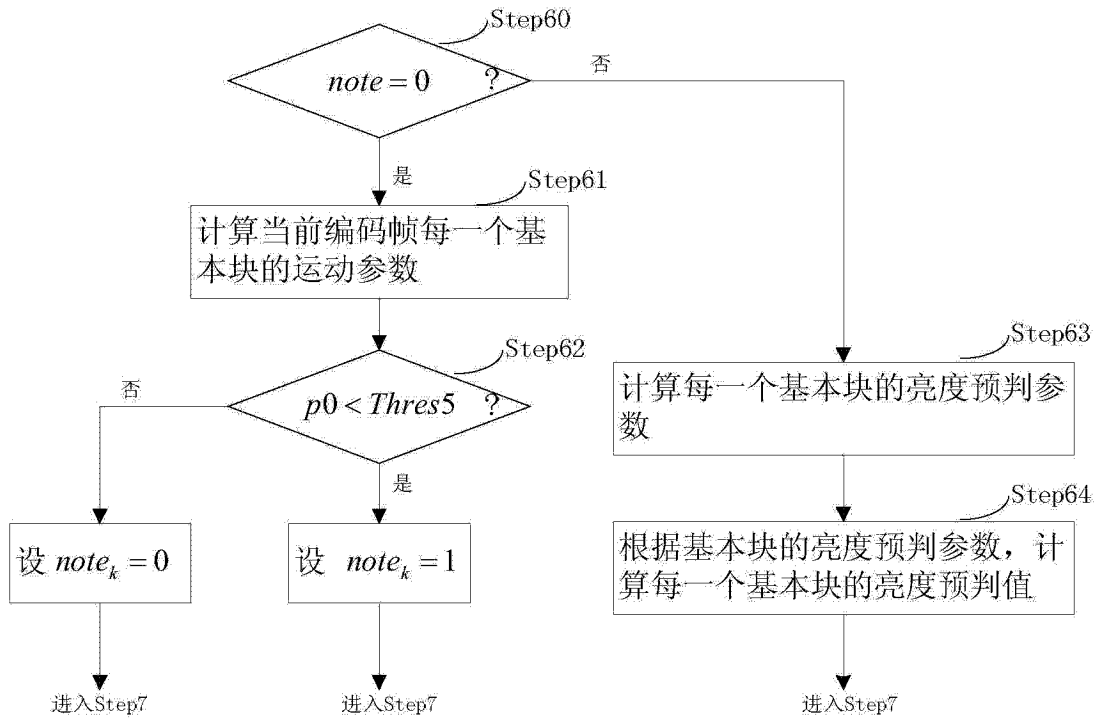 Step60
note = 0 ?
否
是
Step61
计算当前编码帧每一个基
本块的运动参数
Step62
p0 < Thres5 ?
否
是
设 noteₖ = 0
设 noteₖ = 1
进入Step7
进入Step7
Step63
计算每一个基本块的亮度预判参
数
Step64
根据基本块的亮度预判参数，计
算每一个基本块的亮度预判值
进入Step7